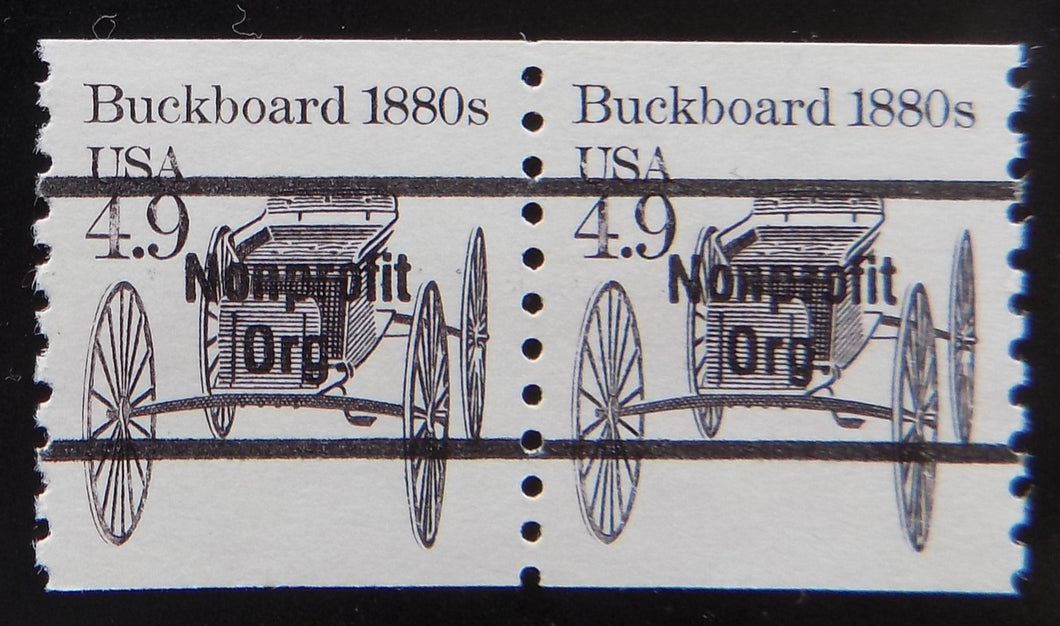 Buckboard 1880s
USA
4.9
Nonprofit
Org
Buckboard 1880s
USA
4.9
Nonprofit
Org